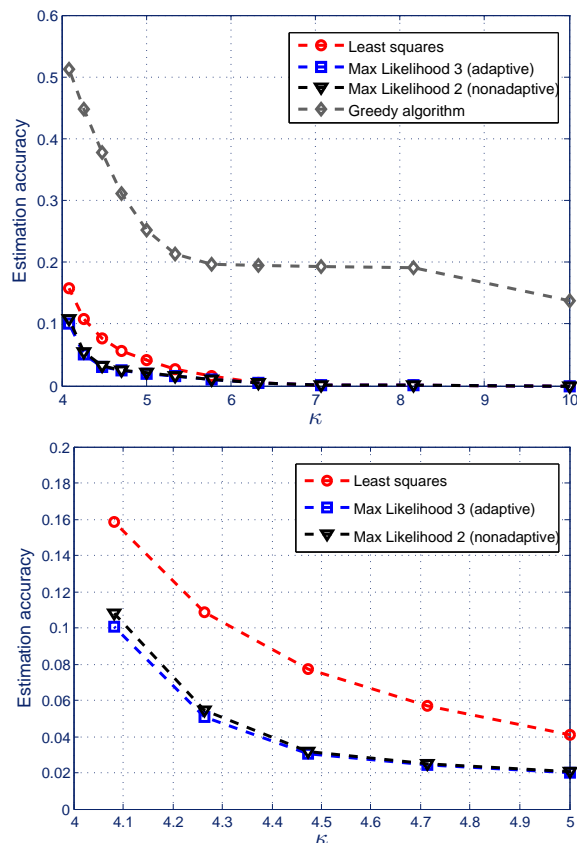 0.6
0.5
0.4
0.3
0.2
0.1
0
Estimation accuracy
Least squares
Max Likelihood 3 (adaptive)
Max Likelihood 2 (nonadaptive)
Greedy algorithm
4 5 6 7 8 9 10
κ
0.2
0.18
0.16
0.14
0.12
0.1
0.08
0.06
0.04
0.02
0
Estimation accuracy
Least squares
Max Likelihood 3 (adaptive)
Max Likelihood 2 (nonadaptive)
4 4.1 4.2 4.3 4.4 4.5 4.6 4.7 4.8 4.9 5
κ